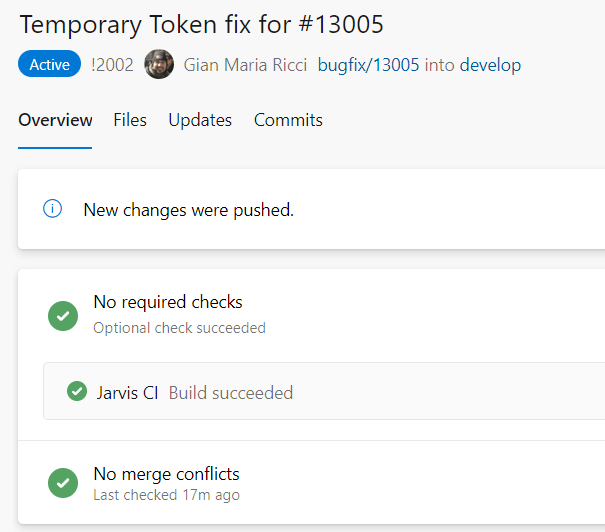 Temporary Token fix for #13005
Active !2002 Gian Maria Ricci bugfix/13005 into develop
Overview Files Updates Commits
New changes were pushed.
No required checks
Optional check succeeded
Jarvis CI Build succeeded
No merge conflicts
Last checked 17m ago